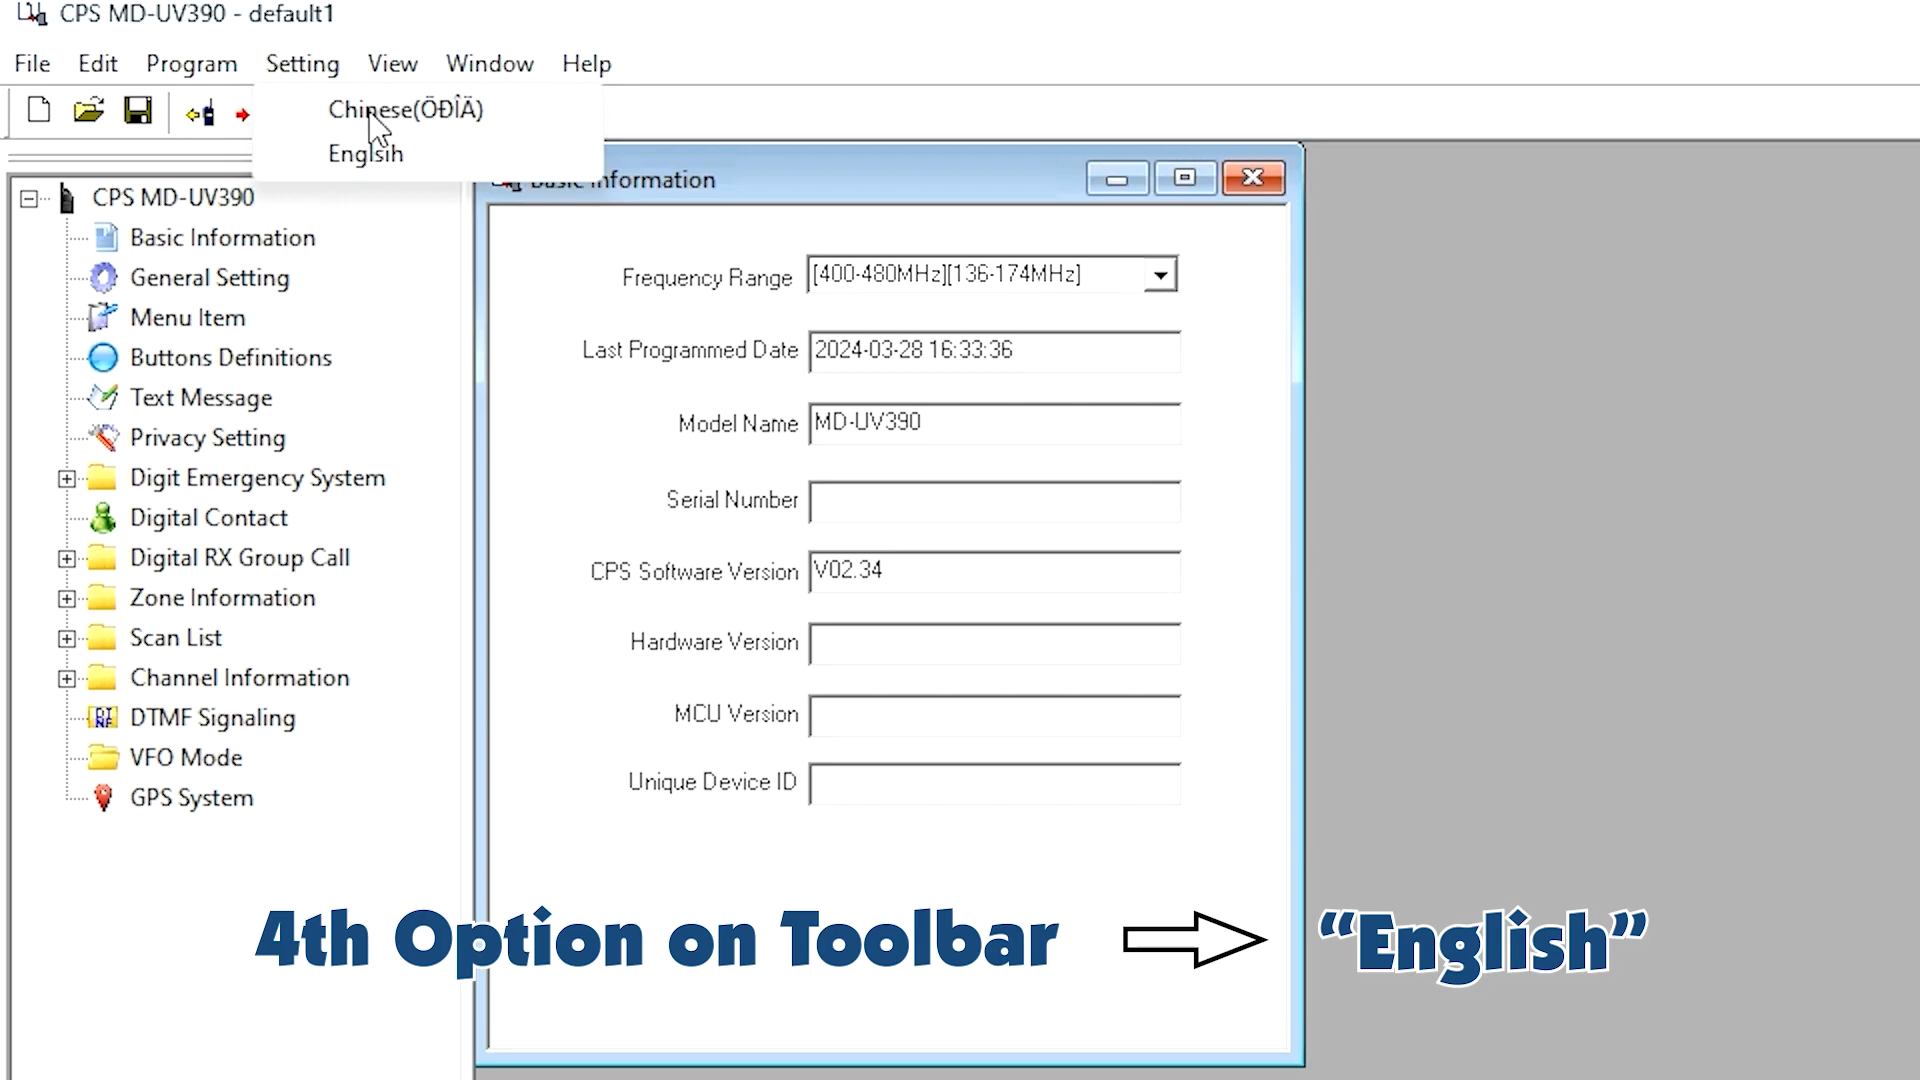 CPS MD-UV390 - default1
File Edit Program Setting View Window Help
Chinese(ÖÐÎÄ)
Englsih
CPS MD-UV390
Basic Information
General Setting
Menu Item
Buttons Definitions
Text Message
Privacy Setting
Digit Emergency System
Digital Contact
Digital RX Group Call
Zone Information
Scan List
Channel Information
DTMF Signaling
VFO Mode
GPS System
Basic Information
Frequency Range [400-480MHz][136-174MHz]
Last Programmed Date 2024-03-28 16:33:36
Model Name MD-UV390
Serial Number
CPS Software Version V02.34
Hardware Version
MCU Version
Unique Device ID
4th Option on Toolbar “English”